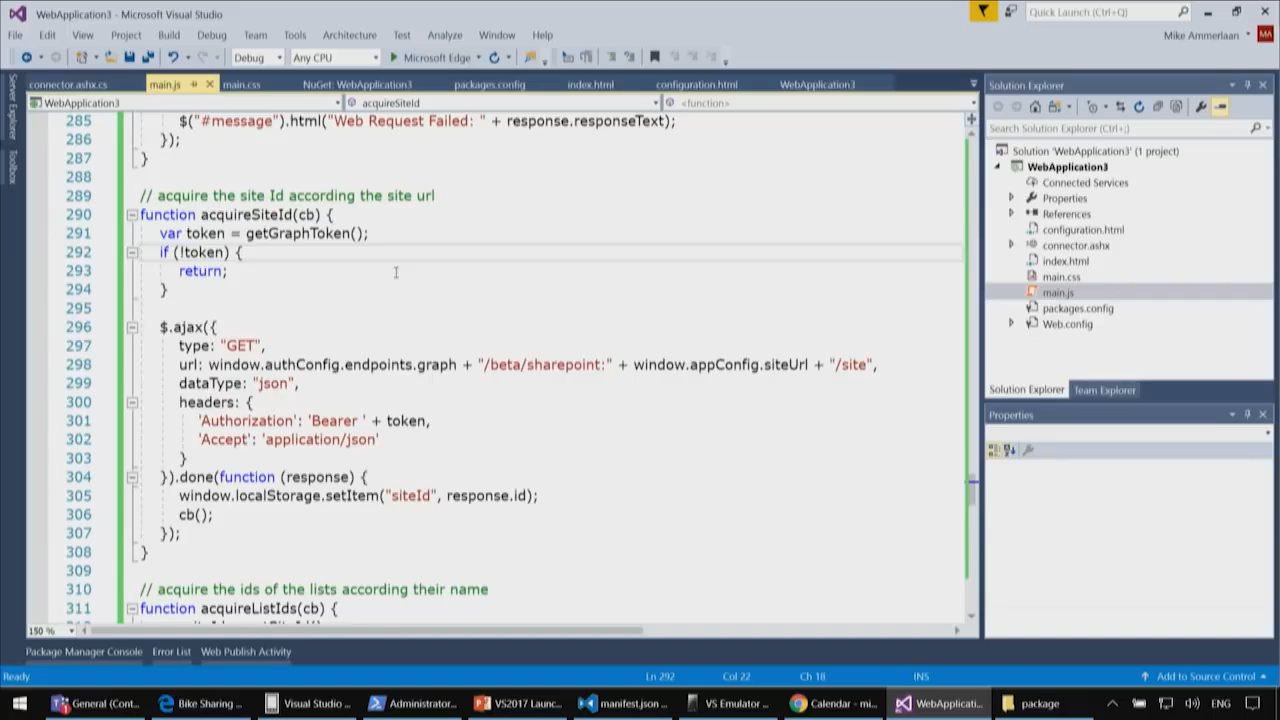 WebApplication3 - Microsoft Visual Studio
Quick Launch (Ctrl+Q)
File Edit View Project Build Debug Team Tools Architecture Test Analyze Window Help
Mike Ammerlaan MA
Debug Any CPU Microsoft Edge
Server Explorer
Toolbox
connector.ashx.cs main.js main.css NuGet: WebApplication3 packages.config index.html configuration.html WebApplication3
WebApplication3 acquireSiteId <function>
285 $("#message").html("Web Request Failed: " + response.responseText);
286 });
287 }
288
289 // acquire the site Id according the site url
290 function acquireSiteId(cb) {
291 var token = getGraphToken();
292 if (!token) {
293 return;
294 }
295
296 $.ajax({
297 type: "GET",
298 url: window.authConfig.endpoints.graph + "/beta/sharepoint:" + window.appConfig.siteUrl + "/site",
299 dataType: "json",
300 headers: {
301 'Authorization': 'Bearer ' + token,
302 'Accept': 'application/json'
303 }
304 }).done(function (response) {
305 window.localStorage.setItem("siteId", response.id);
306 cb();
307 });
308 }
309
310 // acquire the ids of the lists according their name
311 function acquireListIds(cb) {
150 %
Solution Explorer
Search Solution Explorer (Ctrl+;)
Solution 'WebApplication3' (1 project)
WebApplication3
Connected Services
Properties
References
configuration.html
connector.ashx
index.html
main.css
main.js
packages.config
Web.config
Solution Explorer Team Explorer
Properties
Package Manager Console Error List Web Publish Activity
Ready Ln 292 Col 22 Ch 18 INS Add to Source Control
General (Cont... Bike Sharing ... Visual Studio ... Administrator... VS2017 Launc... manifest.json ... VS Emulator ... Calendar - mi... WebApplicati... package ENG